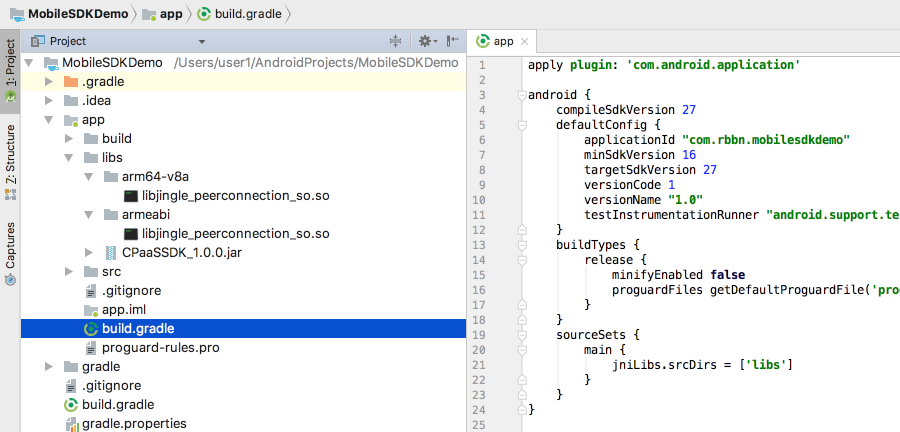 MobileSDKDemo app build.gradle
1: Project
Z: Structure
Captures
Project
MobileSDKDemo /Users/user1/AndroidProjects/MobileSDKDemo
.gradle
.idea
app
build
libs
arm64-v8a
libjingle_peerconnection_so.so
armeabi
libjingle_peerconnection_so.so
CPaaSSDK_1.0.0.jar
src
.gitignore
app.iml
build.gradle
proguard-rules.pro
gradle
.gitignore
build.gradle
gradle.properties
app
1 apply plugin: 'com.android.application'
2
3 android {
4 compileSdkVersion 27
5 defaultConfig {
6 applicationId "com.rbbn.mobilesdkdemo"
7 minSdkVersion 16
8 targetSdkVersion 27
9 versionCode 1
10 versionName "1.0"
11 testInstrumentationRunner "android.support.te
12 }
13 buildTypes {
14 release {
15 minifyEnabled false
16 proguardFiles getDefaultProguardFile('pro
17 }
18 }
19 sourceSets {
20 main {
21 jniLibs.srcDirs = ['libs']
22 }
23 }
24 }
25